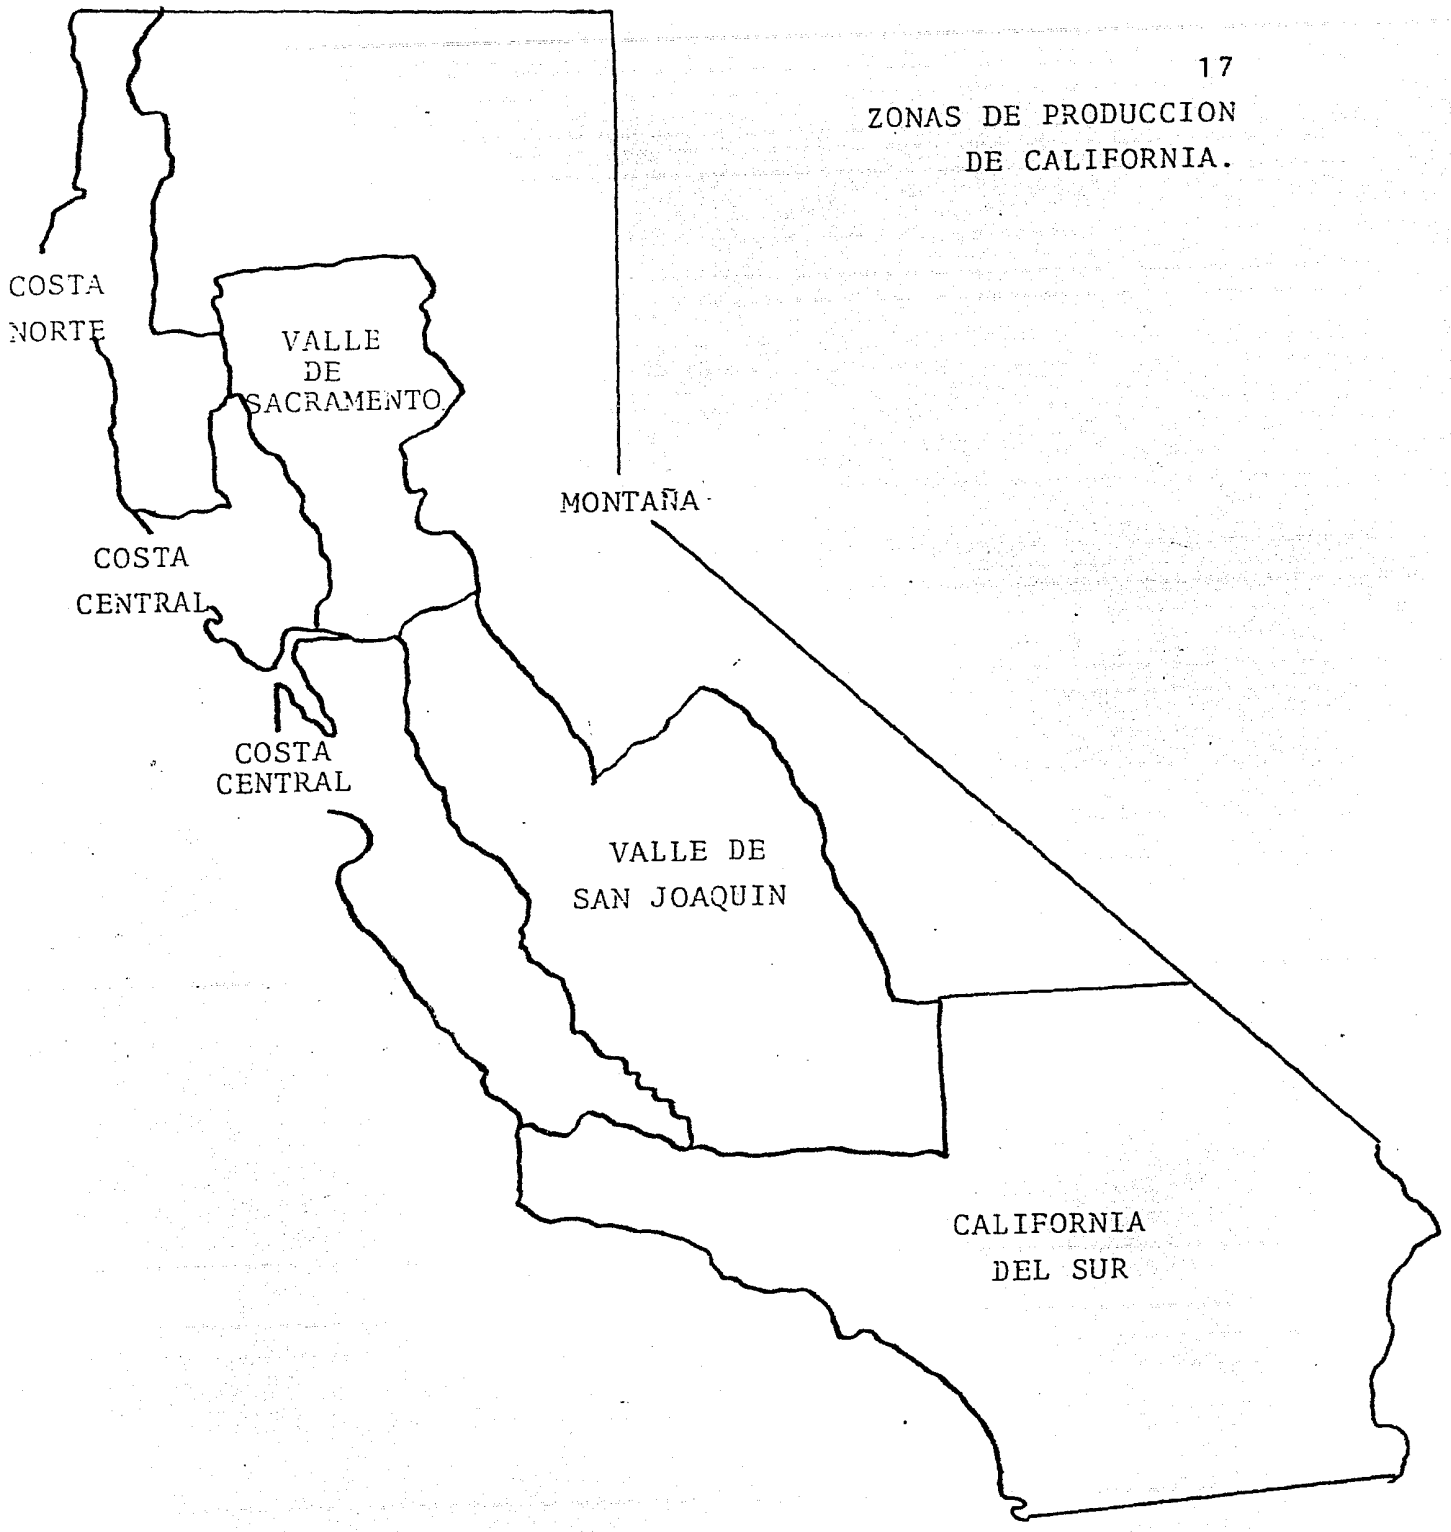 17
ZONAS DE PRODUCCION
DE CALIFORNIA.
COSTA
NORTE
VALLE
DE
SACRAMENTO
MONTAÑA
COSTA
CENTRAL
COSTA
CENTRAL
VALLE DE
SAN JOAQUIN
CALIFORNIA
DEL SUR